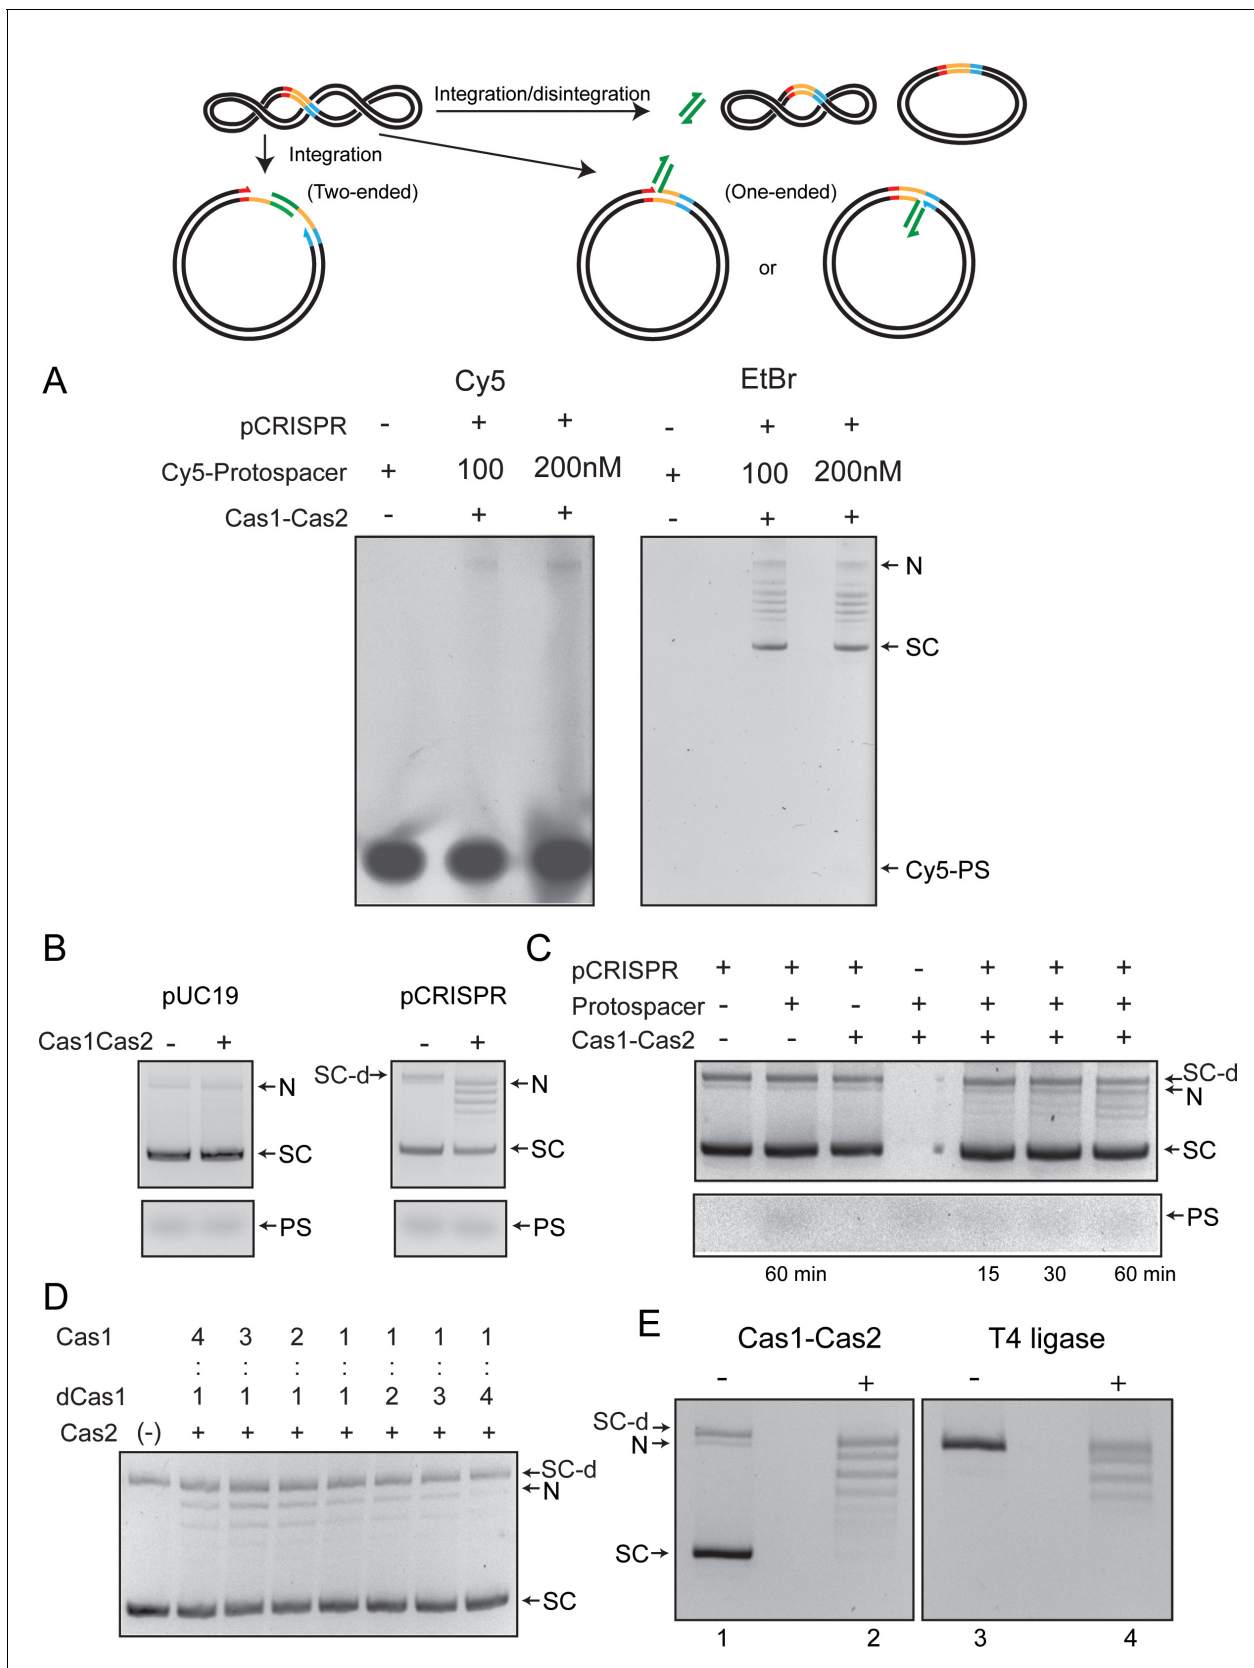 Integration/disintegration
Integration
(Two-ended)
(One-ended)
or
A
Cy5 EtBr
pCRISPR - + + - + +
Cy5-Protospacer + 100 200nM + 100 200nM
Cas1-Cas2 - + + - + +
←N
←SC
←Cy5-PS
B
pUC19 pCRISPR
Cas1Cas2 - + - +
SC-d→
←N ←N
←SC ←SC
←PS ←PS
C
pCRISPR + + + - + + +
Protospacer - + - + + + +
Cas1-Cas2 - - + + + + +
←SC-d
←N
←SC
←PS
60 min 15 30 60 min
D
Cas1 4 3 2 1 1 1 1
: : : : : : :
dCas1 1 1 1 1 2 3 4
Cas2 (-) + + + + + + +
←SC-d
←N
←SC
E
Cas1-Cas2 T4 ligase
- + - +
SC-d→
N→
SC→
1 2 3 4